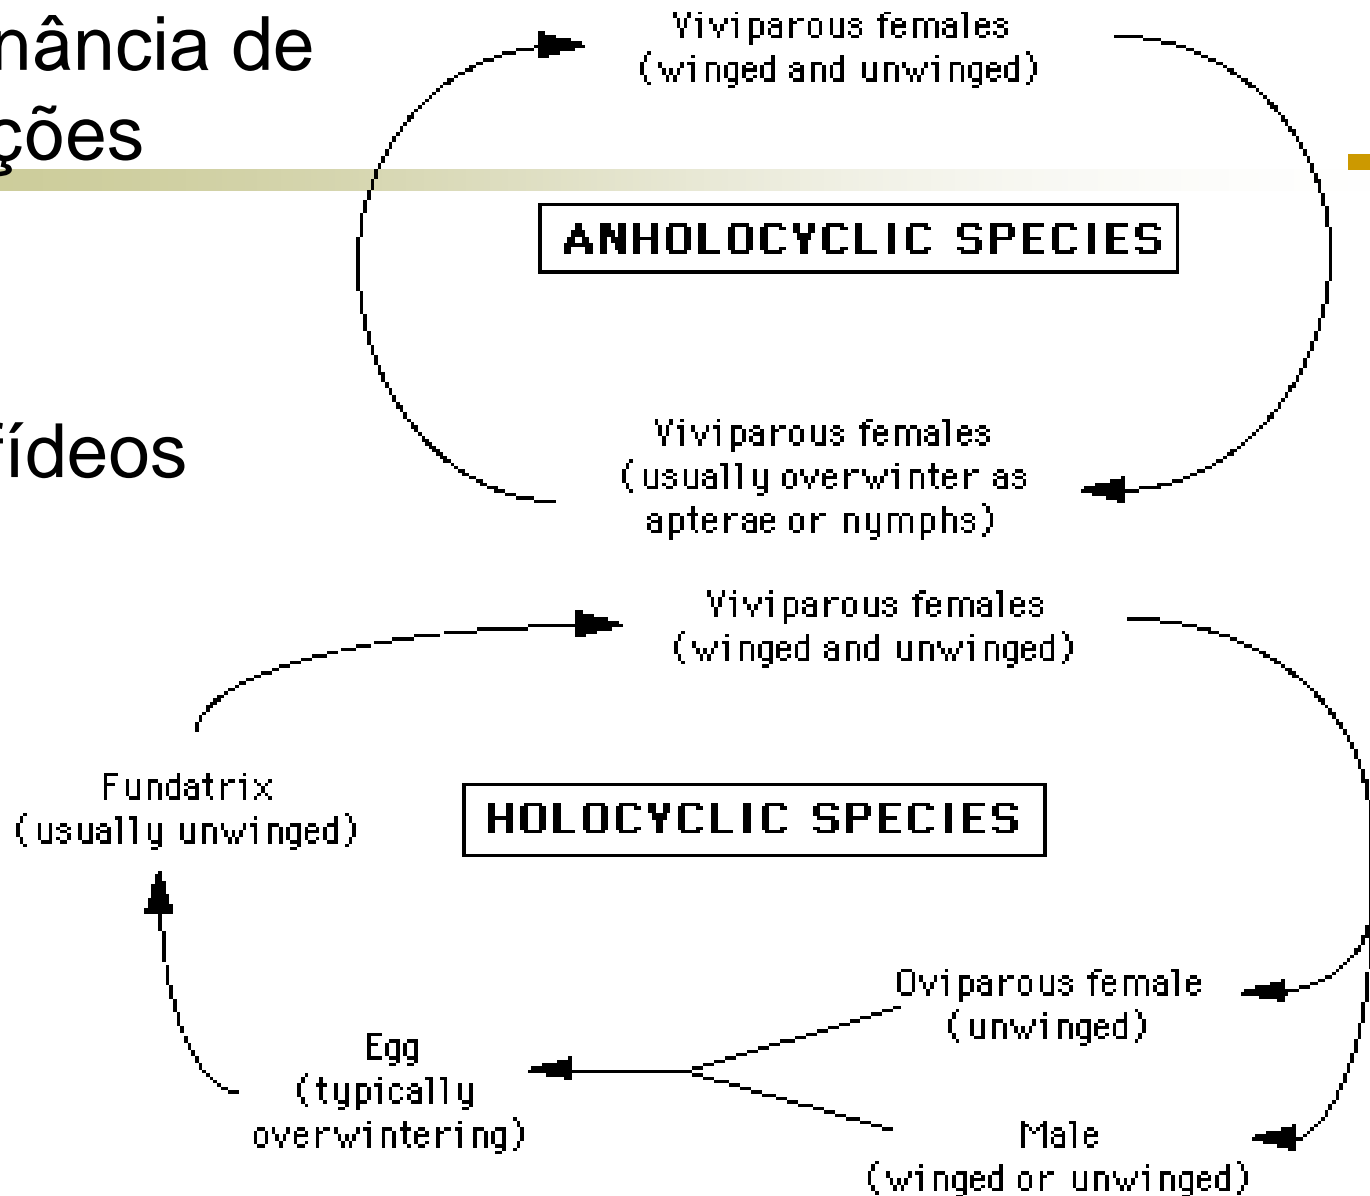 nância de
ções
fídeos
Viviparous females
(winged and unwinged)
ANHOLOCYCLIC SPECIES
Viviparous females
(usually overwinter as
apterae or nymphs)
Viviparous females
(winged and unwinged)
Fundatrix
(usually unwinged)
HOLOCYCLIC SPECIES
Oviparous female
(unwinged)
Egg
(typically
overwintering)
Male
(winged or unwinged)